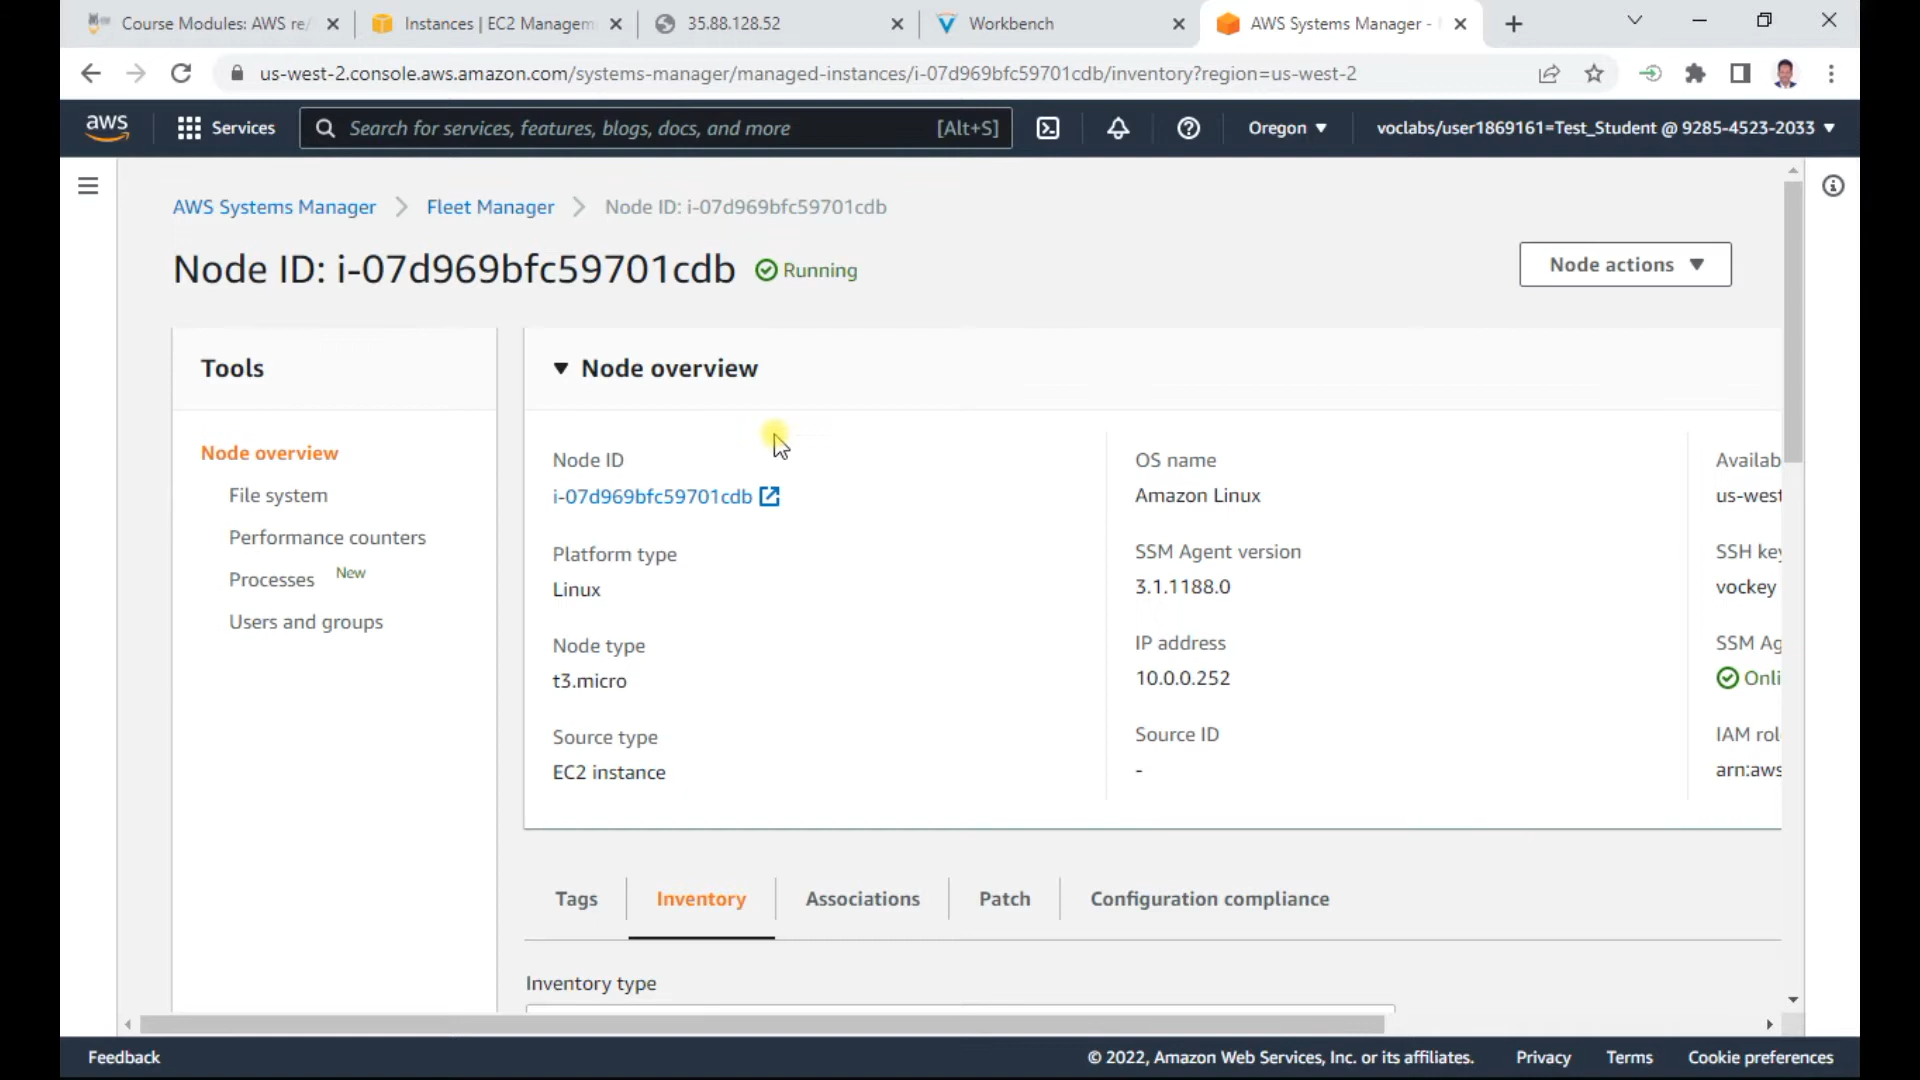 Course Modules: AWS re/
Instances | EC2 Managem
35.88.128.52
Workbench
AWS Systems Manager -
us-west-2.console.aws.amazon.com/systems-manager/managed-instances/i-07d969bfc59701cdb/inventory?region=us-west-2
aws
Services
Search for services, features, blogs, docs, and more [Alt+S]
Oregon
voclabs/user1869161=Test_Student @ 9285-4523-2033
AWS Systems Manager
Fleet Manager
Node ID: i-07d969bfc59701cdb
Node ID: i-07d969bfc59701cdb
Running
Node actions
Tools
Node overview
File system
Performance counters
Processes New
Users and groups
Node overview
Node ID
i-07d969bfc59701cdb
Platform type
Linux
Node type
t3.micro
Source type
EC2 instance
OS name
Amazon Linux
SSM Agent version
3.1.1188.0
IP address
10.0.0.252
Source ID
-
Availab
us-west
SSH key
vockey
SSM Ag
Onli
IAM rol
arn:aws
Tags
Inventory
Associations
Patch
Configuration compliance
Inventory type
Feedback
© 2022, Amazon Web Services, Inc. or its affiliates.
Privacy
Terms
Cookie preferences